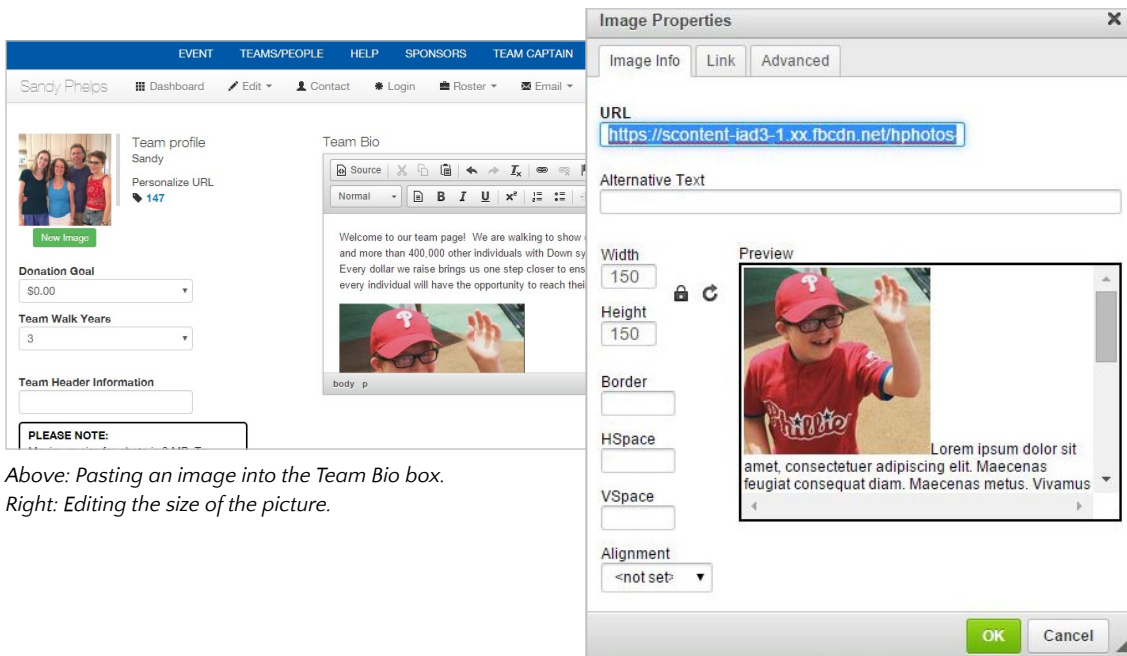 EVENT TEAMS/PEOPLE HELP SPONSORS TEAM CAPTAIN
Sandy Phelps Dashboard Edit Contact Login Roster Email
Team profile
Sandy
Personalize URL
147
New Image
Donation Goal
$0.00
Team Walk Years
3
Team Header Information
PLEASE NOTE:
Team Bio
Source
Normal B I U x²
Welcome to our team page! We are walking to show
and more than 400,000 other individuals with Down sy
Every dollar we raise brings us one step closer to ens
every individual will have the opportunity to reach thei
body p
Above: Pasting an image into the Team Bio box.
Right: Editing the size of the picture.
Image Properties
Image Info Link Advanced
URL
https://scontent-iad3-1.xx.fbcdn.net/hphotos-
Alternative Text
Width
150
Height
150
Border
HSpace
VSpace
Alignment
<not set>
Preview
Phillies
Lorem ipsum dolor sit
amet, consectetuer adipiscing elit. Maecenas
feugiat consequat diam. Maecenas metus. Vivamus
OK Cancel